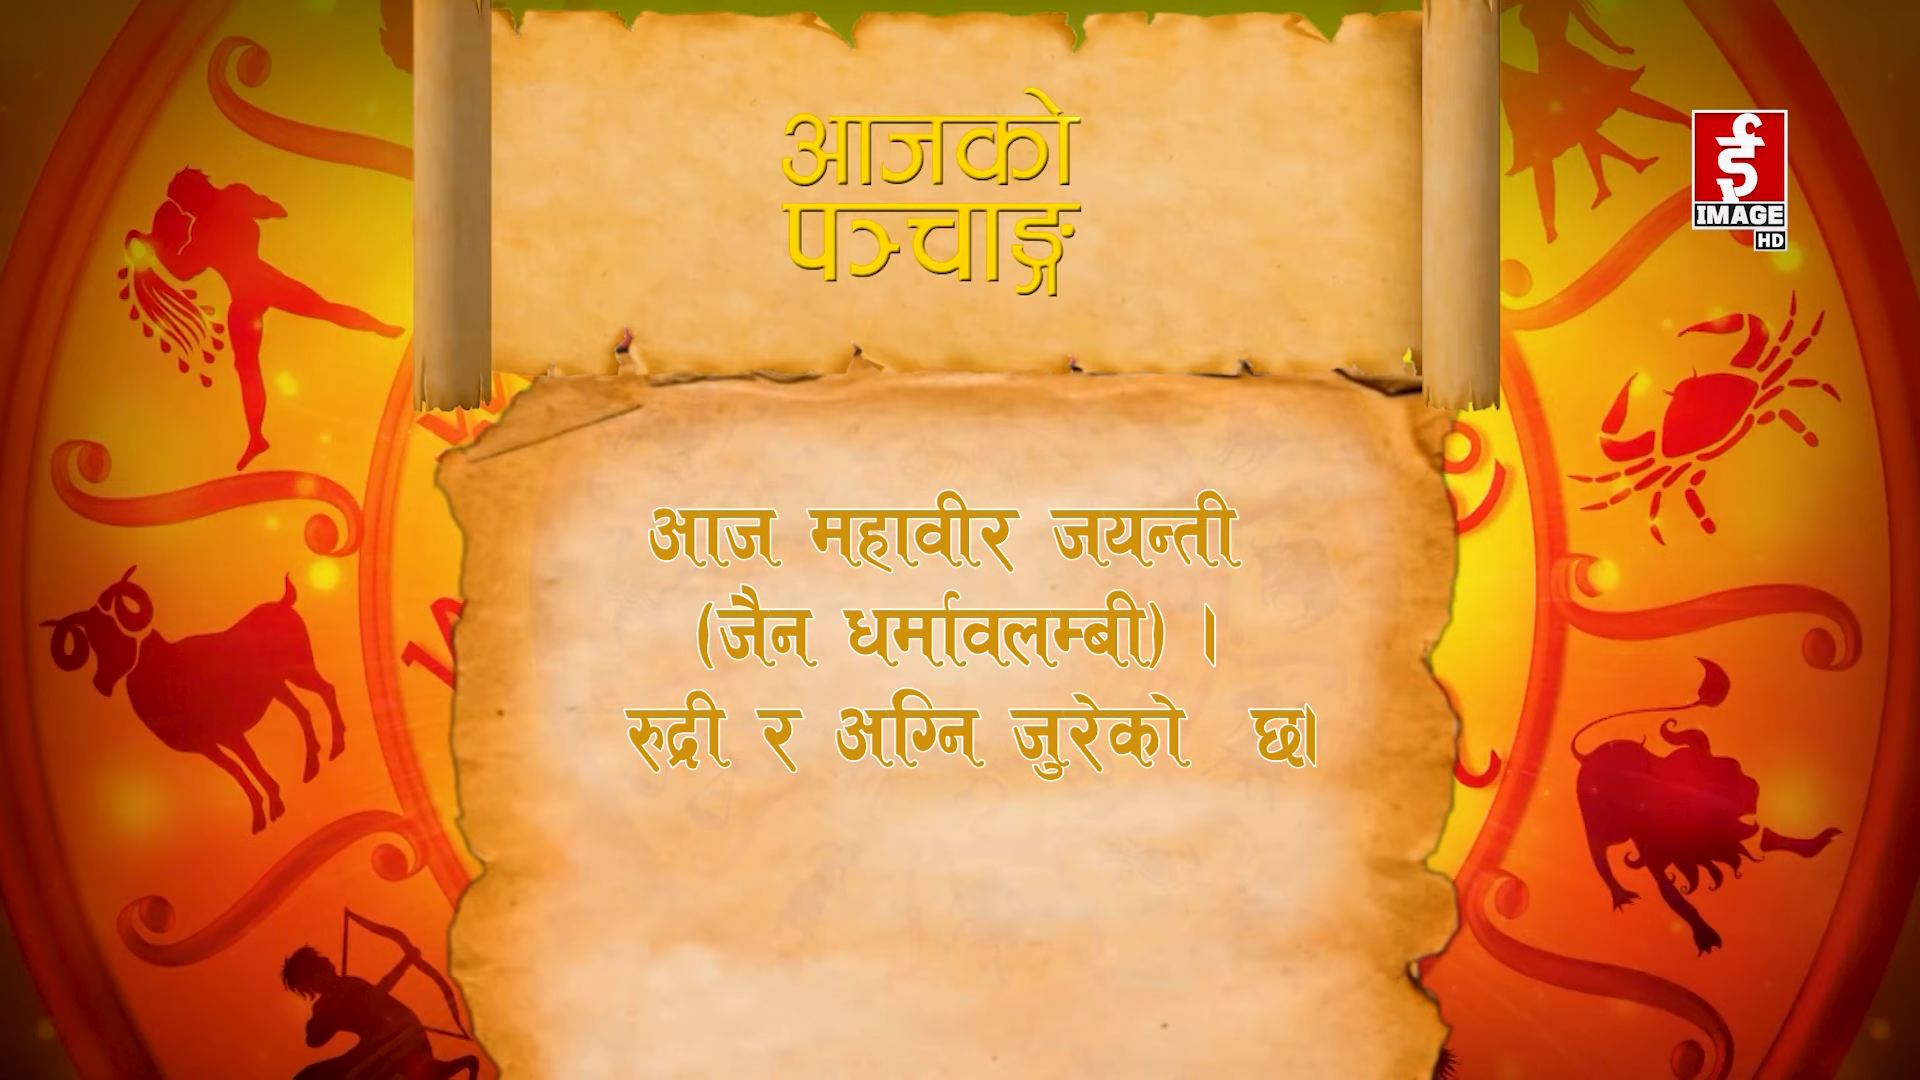 आजको
पञ्चाङ्ग
IMAGE
HD
आज महावीर जयन्ती
(जैन धर्मावलम्बी) ।
रुद्री र अग्नि जुरेको छ।